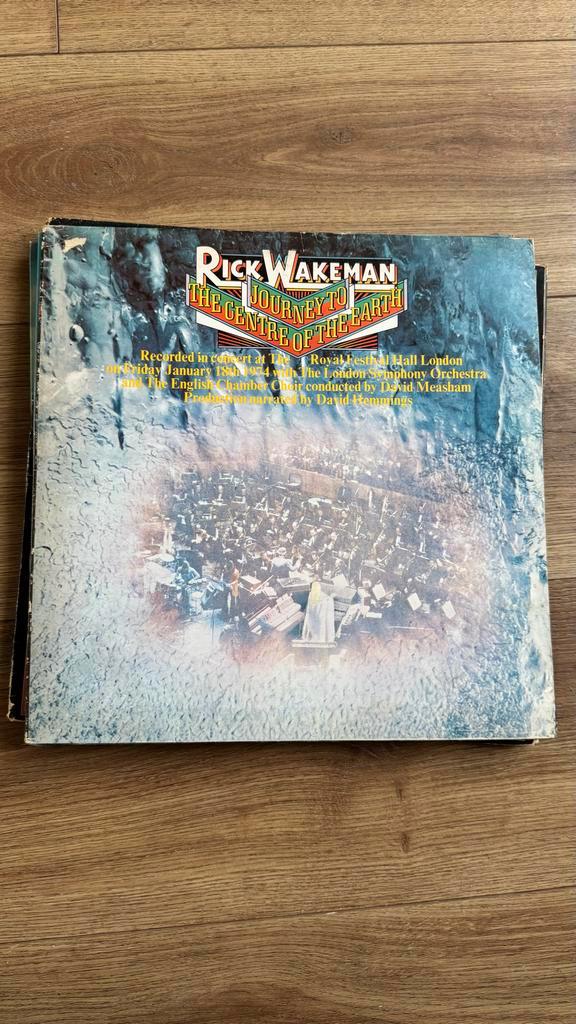 RICK WAKEMAN
JOURNEY TO
THE CENTRE OF THE EARTH
Recorded in concert at The Royal Festival Hall London
on Friday January 18th 1974 with The London Symphony Orchestra
and The English Chamber Choir conducted by David Measham
Production narrated by David Hemmings